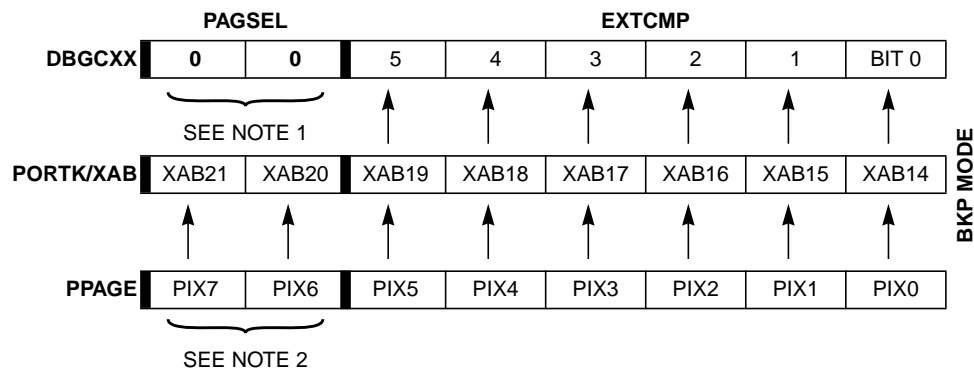 PAGSEL EXTCMP
DBGCXX 0 0 5 4 3 2 1 BIT 0
SEE NOTE 1
PORTK/XAB XAB21 XAB20 XAB19 XAB18 XAB17 XAB16 XAB15 XAB14
PPAGE PIX7 PIX6 PIX5 PIX4 PIX3 PIX2 PIX1 PIX0
SEE NOTE 2
BKP MODE